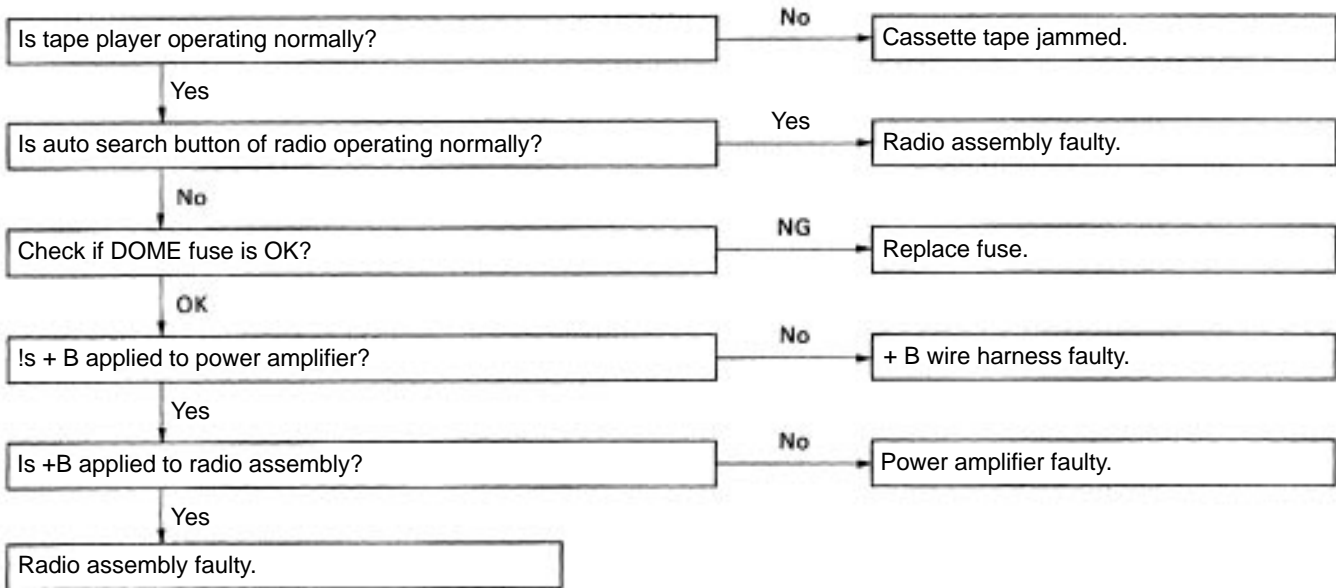 Is tape player operating normally?
No
Cassette tape jammed.
Yes
Is auto search button of radio operating normally?
Yes
Radio assembly faulty.
No
Check if DOME fuse is OK?
NG
Replace fuse.
OK
!s + B applied to power amplifier?
No
+ B wire harness faulty.
Yes
Is +B applied to radio assembly?
No
Power amplifier faulty.
Yes
Radio assembly faulty.